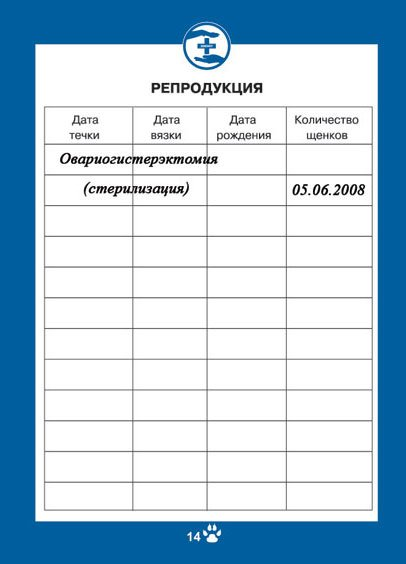 РЕПРОДУКЦИЯ
Дата течки Дата вязки Дата рождения Количество щенков
Овариогистерэктомия
(стерилизация) 05.06.2008
14